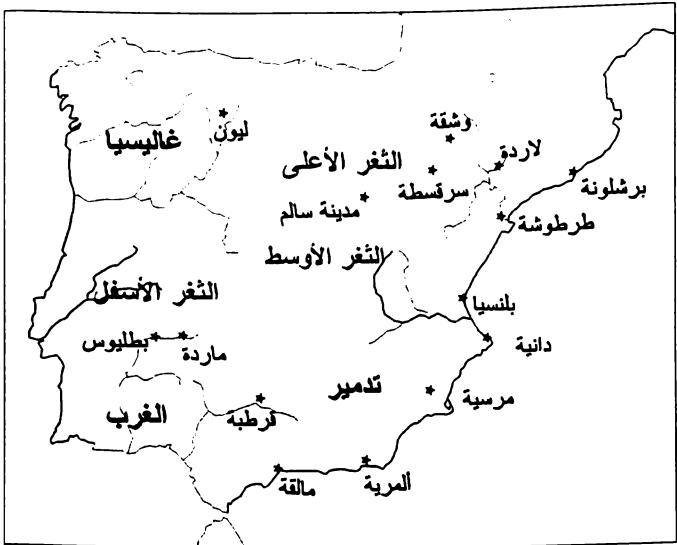 وشقة
ليون
غاليسيا
لاردة
الثغر الأعلى
سرقسطة
برشلونة
مدينة سالم
طرطوشة
الثغر الأوسط
الثغر الأسفل
بلنسيا
بطليوس
ماردة
دانية
تدمير
مرسية
الغرب
قرطبة
المرية
مالقة